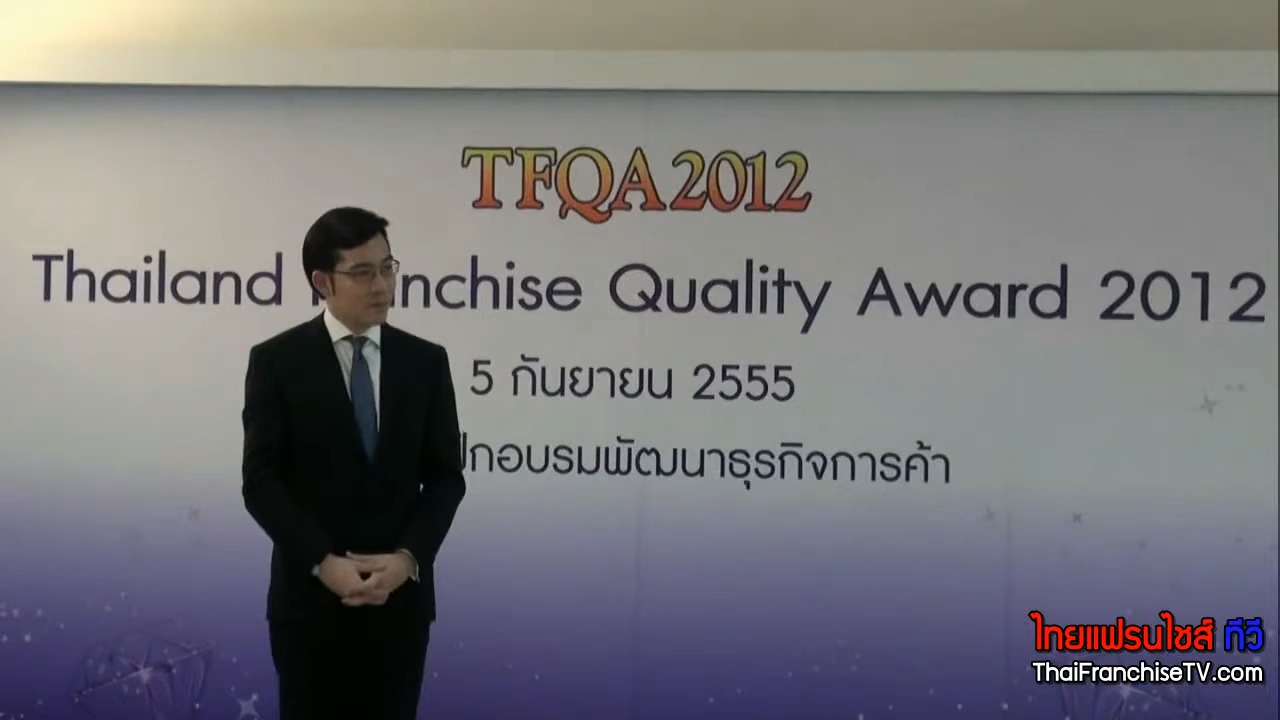 TFQA2012
Thailand nchise Quality Award 2012
5 กันยายน 2555
ฝึกอบรมพัฒนาธุรกิจการค้า
ไทยแฟรนไชส์ ทีวี
ThaiFranchiseTV.com